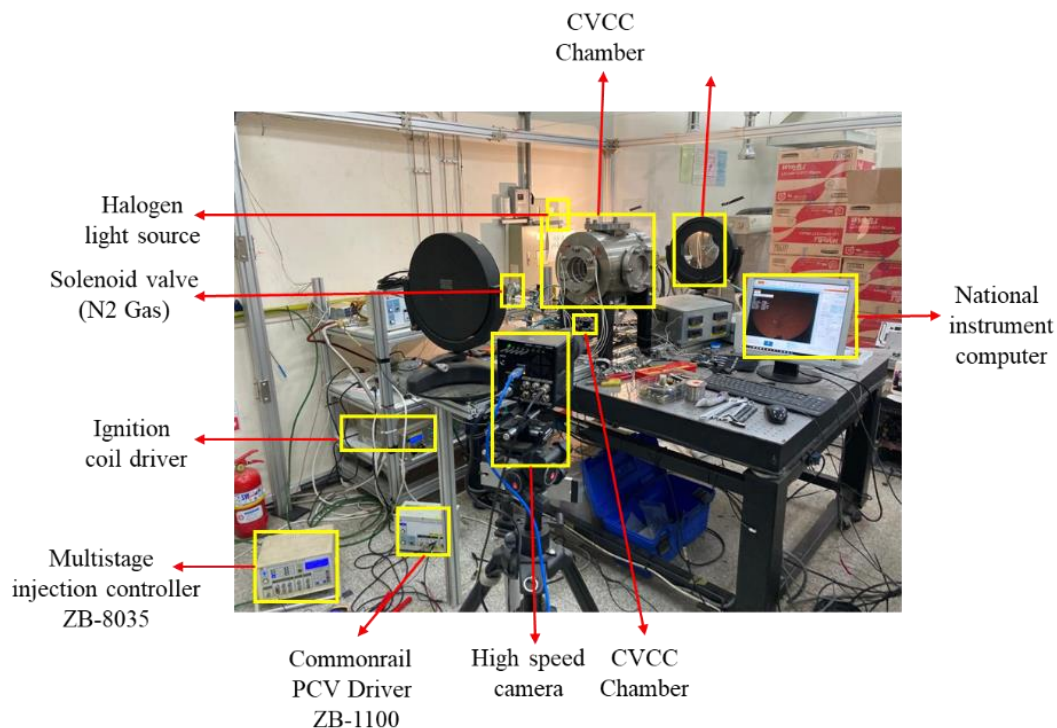 CVCC
Chamber
Halogen
light source
Solenoid valve
(N2 Gas)
National
instrument
computer
Ignition
coil driver
Multistage
injection controller
ZB-8035
Commonrail
PCV Driver
ZB-1100
High speed
camera
CVCC
Chamber